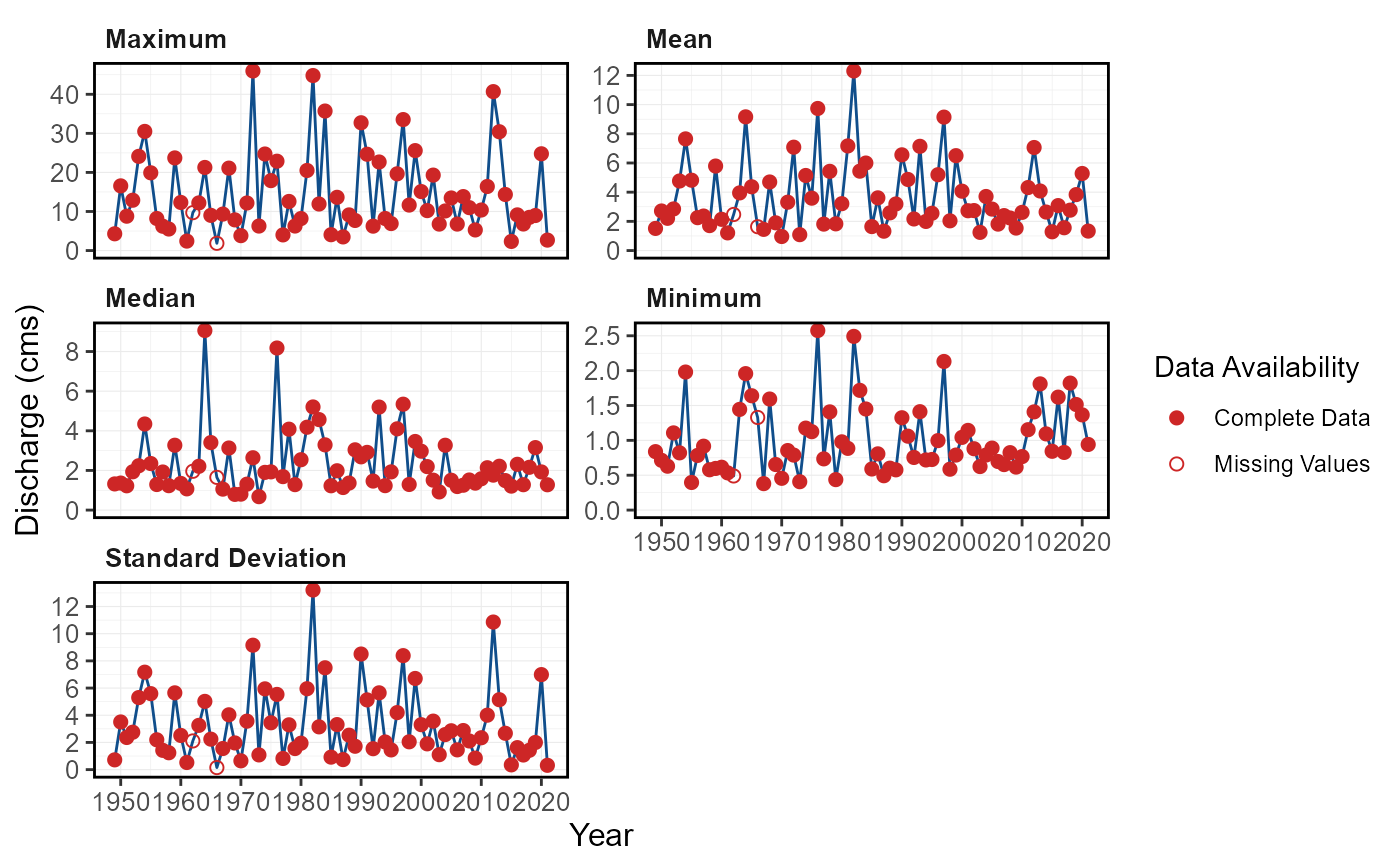 Maximum
40
30
20
10
0
Mean
12
10
8
6
4
2
0
Median
8
6
4
2
0
Minimum
2.5
2.0
1.5
1.0
0.5
0.0
1950 1960 1970 1980 1990 2000 2010 2020
Standard Deviation
12
10
8
6
4
2
0
1950 1960 1970 1980 1990 2000 2010 2020
Year
Discharge (cms)
Data Availability
Complete Data
Missing Values